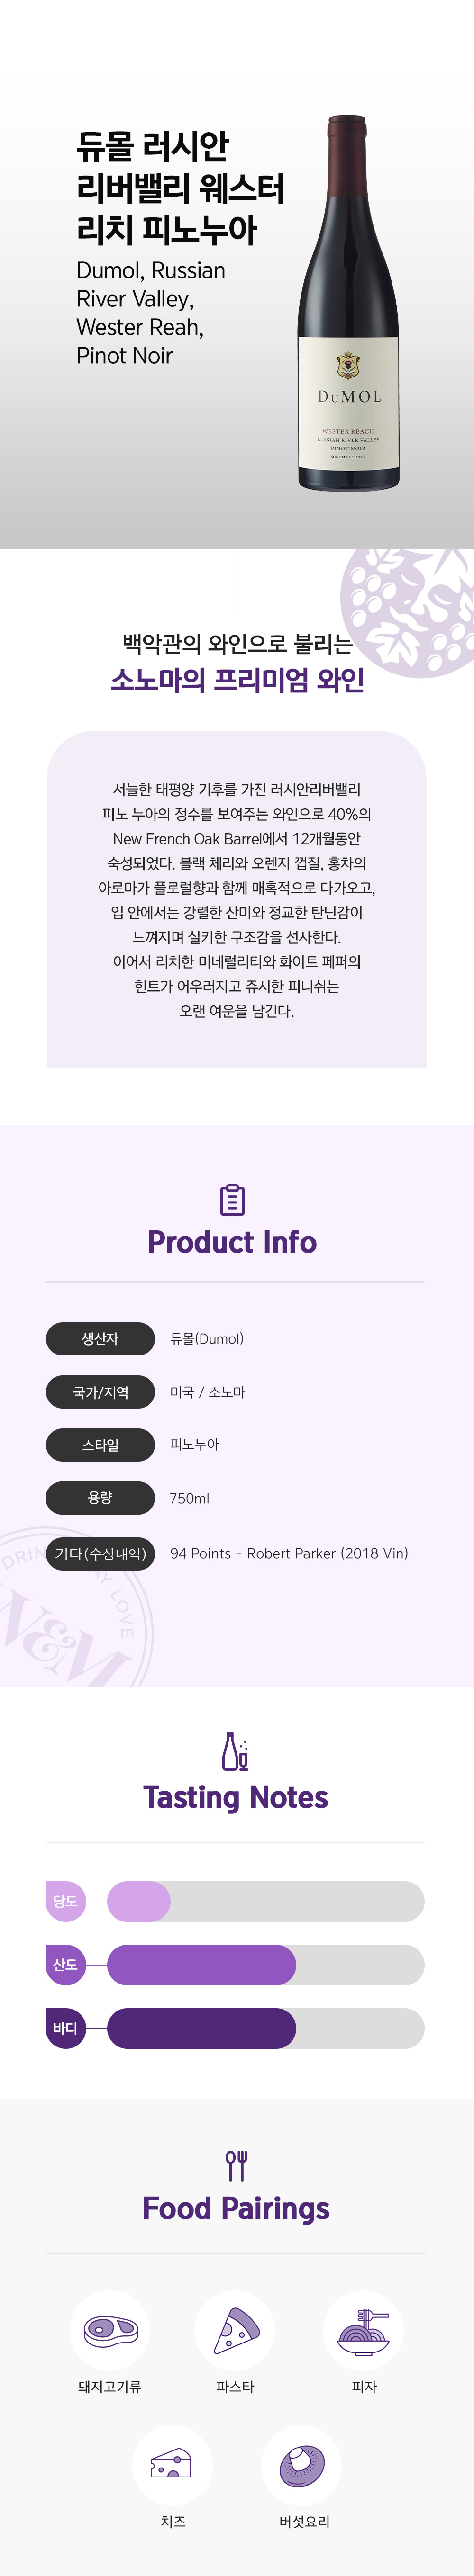 듀몰 러시안
리버밸리 웨스터
리치 피노누아
Dumol, Russian
River Valley,
Wester Reah,
Pinot Noir
DuMOL
WESTER REACH
RUSSIAN RIVER VALLEY
PINOT NOIR
SONOMA COUNTY
백악관의 와인으로 불리는
소노마의 프리미엄 와인
서늘한 태평양 기후를 가진 러시안리버밸리
피노 누아의 정수를 보여주는 와인으로 40%의
New French Oak Barrel에서 12개월동안
숙성되었다. 블랙 체리와 오렌지 껍질, 홍차의
아로마가 플로럴향과 함께 매혹적으로 다가오고,
입 안에서는 강렬한 산미와 정교한 탄닌감이
느껴지며 실키한 구조감을 선사한다.
이어서 리치한 미네럴리티와 화이트 페퍼의
힌트가 어우러지고 쥬시한 피니쉬는
오랜 여운을 남긴다.
Product Info
생산자 듀몰(Dumol)
국가/지역 미국 / 소노마
스타일 피노누아
용량 750ml
기타(수상내역) 94 Points - Robert Parker (2018 Vin)
W&M
LOVE
Tasting Notes
당도
산도
바디
Food Pairings
돼지고기류 파스타 피자
치즈 버섯요리